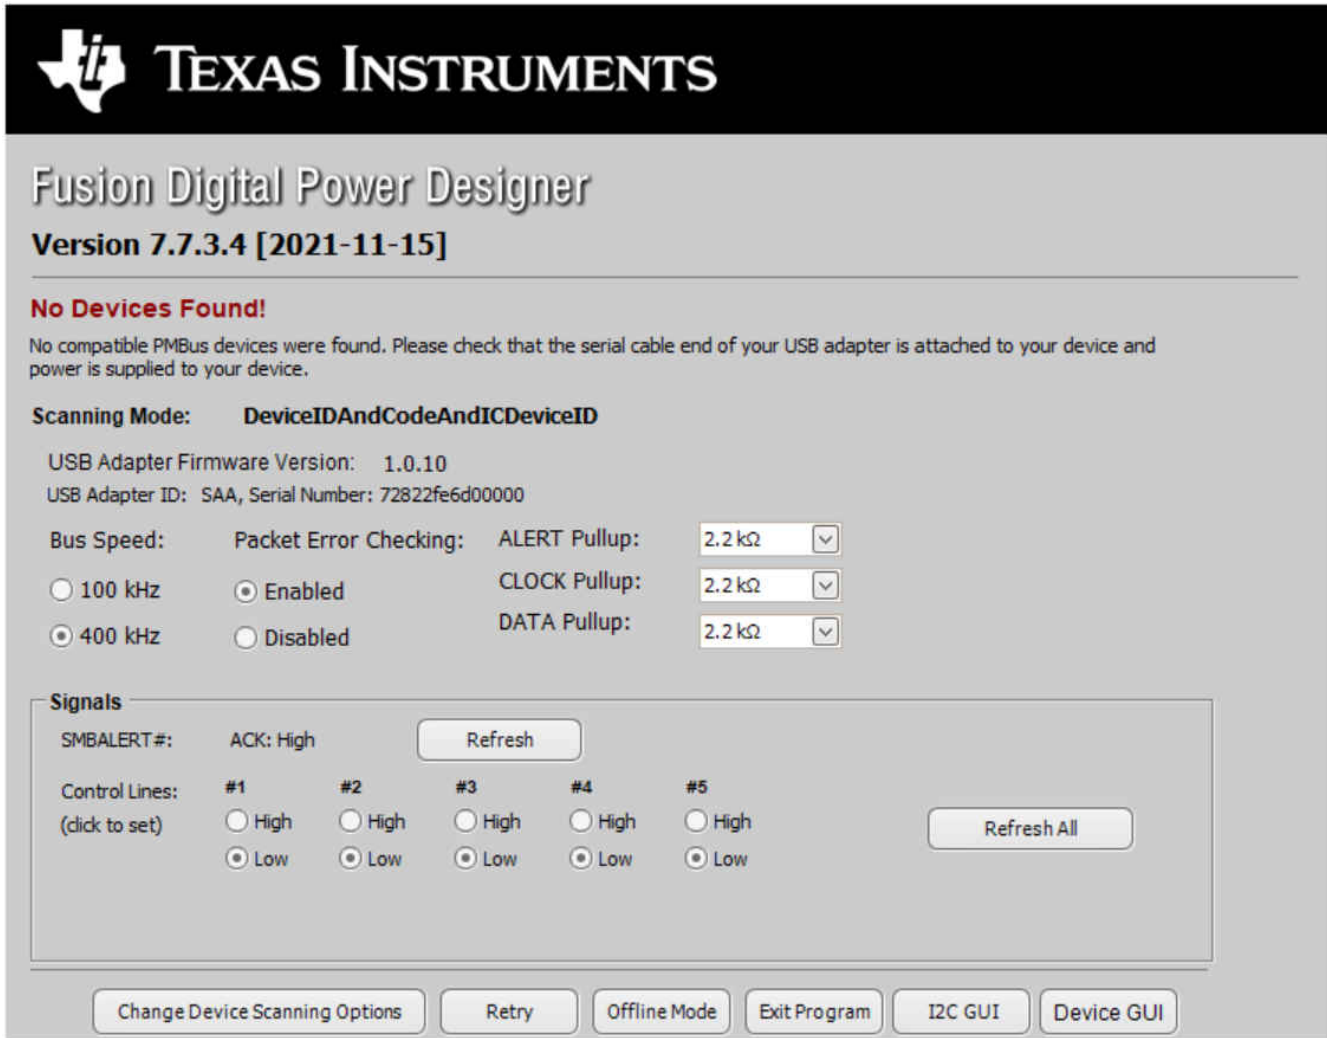 TEXAS INSTRUMENTS
Fusion Digital Power Designer
Version 7.7.3.4 [2021-11-15]
No Devices Found!
No compatible PMBus devices were found. Please check that the serial cable end of your USB adapter is attached to your device and
power is supplied to your device.
Scanning Mode: DeviceIDAndCodeAndICDeviceID
USB Adapter Firmware Version: 1.0.10
USB Adapter ID: SAA, Serial Number: 72822fe6d00000
Bus Speed: Packet Error Checking: ALERT Pullup: 2.2 kΩ
100 kHz Enabled CLOCK Pullup: 2.2 kΩ
400 kHz Disabled DATA Pullup: 2.2 kΩ
Signals
SMBALERT#: ACK: High Refresh
Control Lines: #1 #2 #3 #4 #5
(click to set) High High High High High Refresh All
Low Low Low Low Low
Change Device Scanning Options Retry Offline Mode Exit Program I2C GUI Device GUI